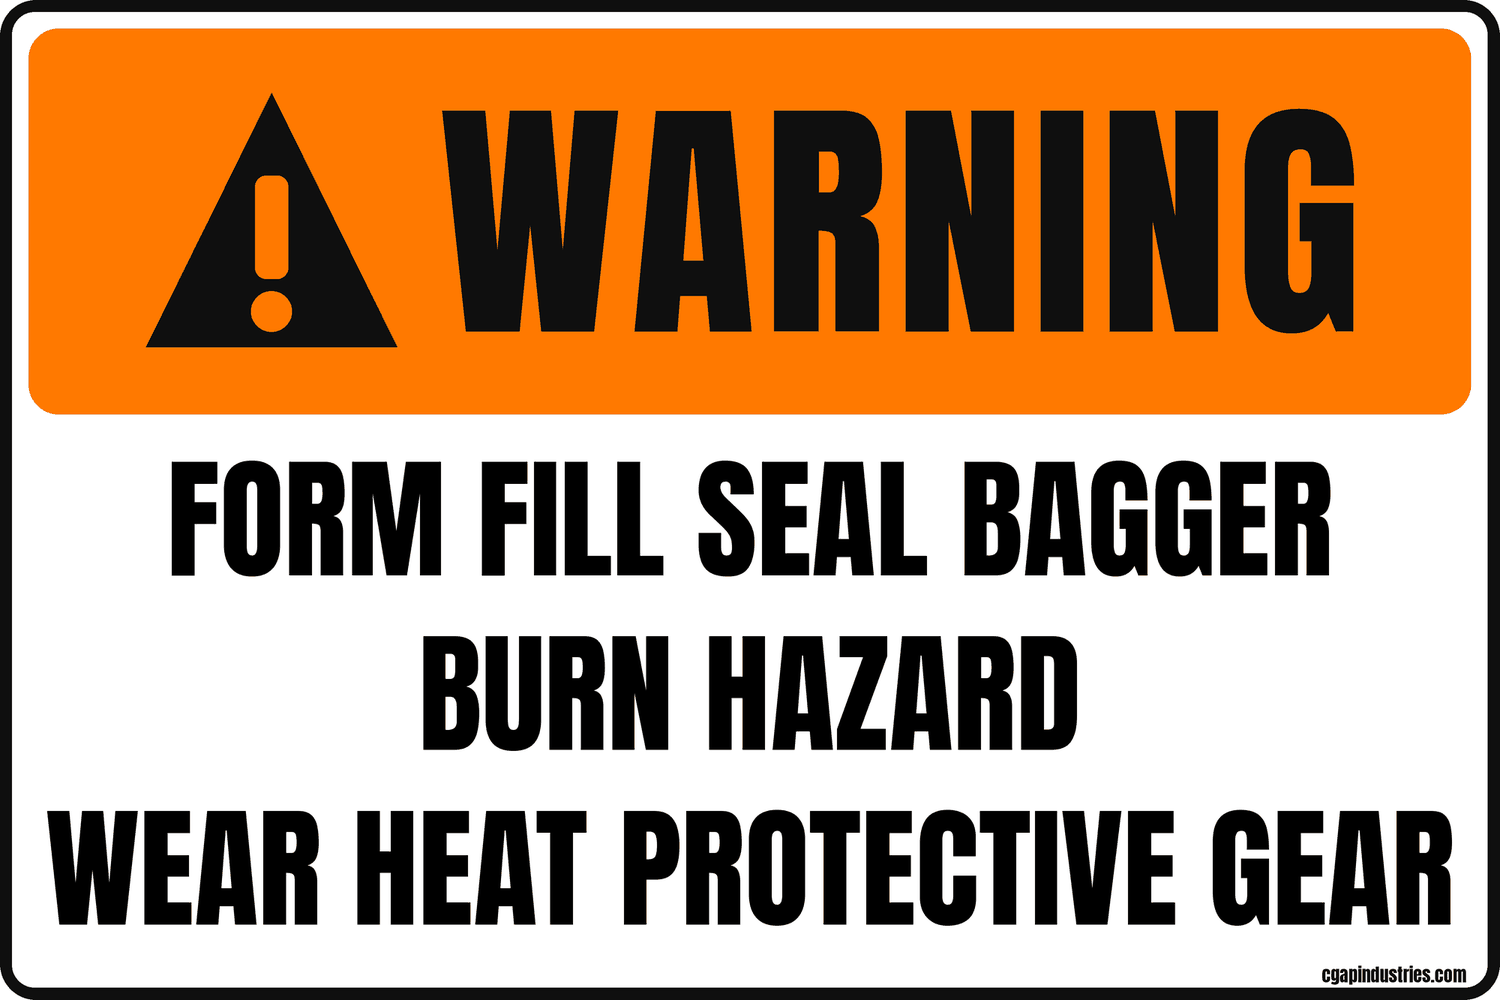 WARNING
FORM FILL SEAL BAGGER
BURN HAZARD
WEAR HEAT PROTECTIVE GEAR
cgapindustries.com